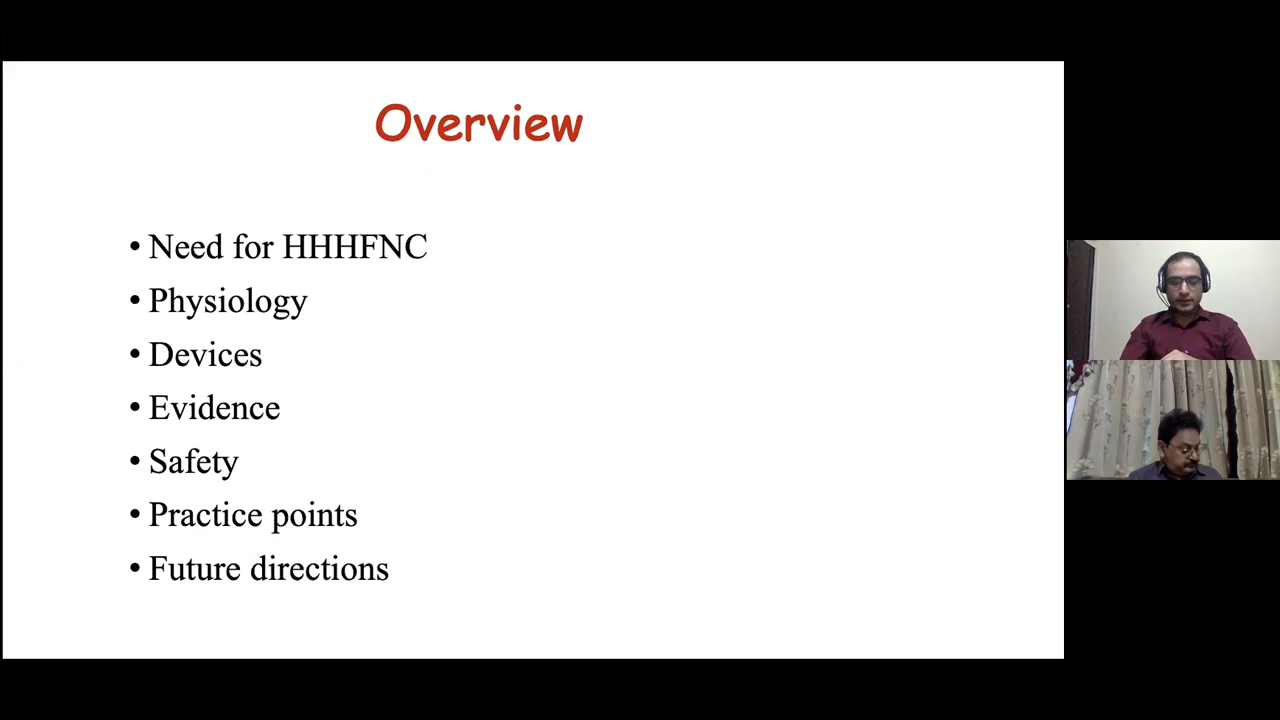 Overview
• Need for HHHFNC
• Physiology
• Devices
• Evidence
• Safety
• Practice points
• Future directions